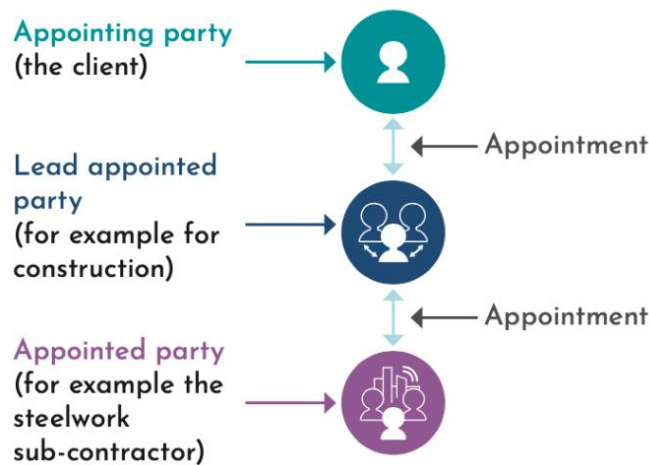 Appointing party
(the client)
Appointment
Lead appointed
party
(for example for
construction)
Appointment
Appointed party
(for example the
steelwork
sub-contractor)